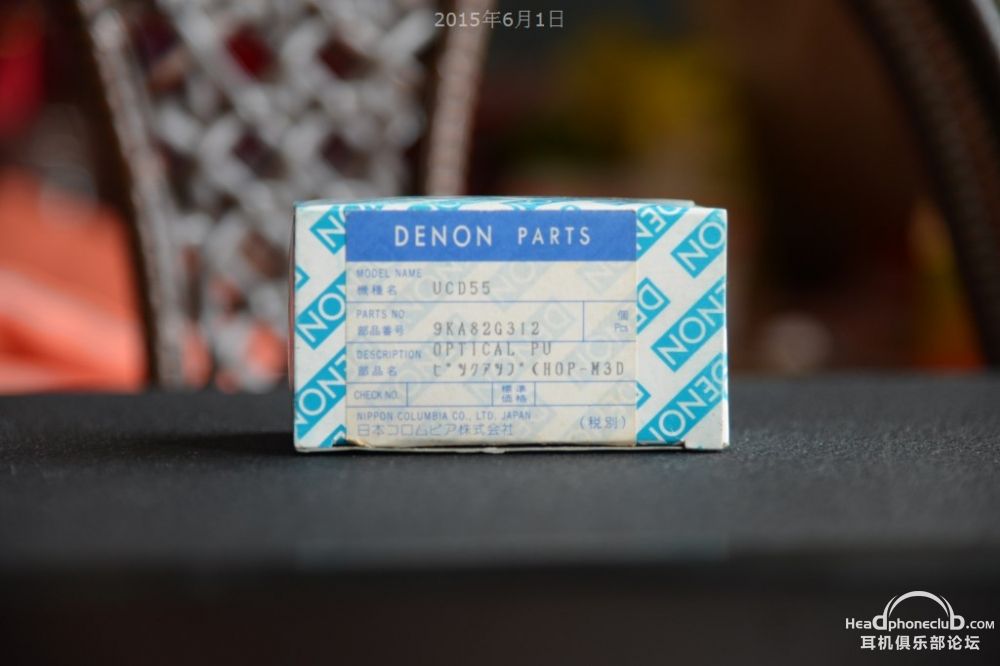 2015年6月1日
DENON PARTS
MODEL NAME
機種名 UCD55
PARTS NO
部品番号 9KA82G312
個
Pcs
DESCRIPTION OPTICAL PU
部品名 ピックアップ(HOP-M3D
CHECK NO.
標準
価格
NIPPON COLUMBIA CO., LTD. JAPAN
日本コロムビア株式会社 (税別)
DENON
DENON
DENON
HeadphoneclubD.com
耳机俱乐部论坛